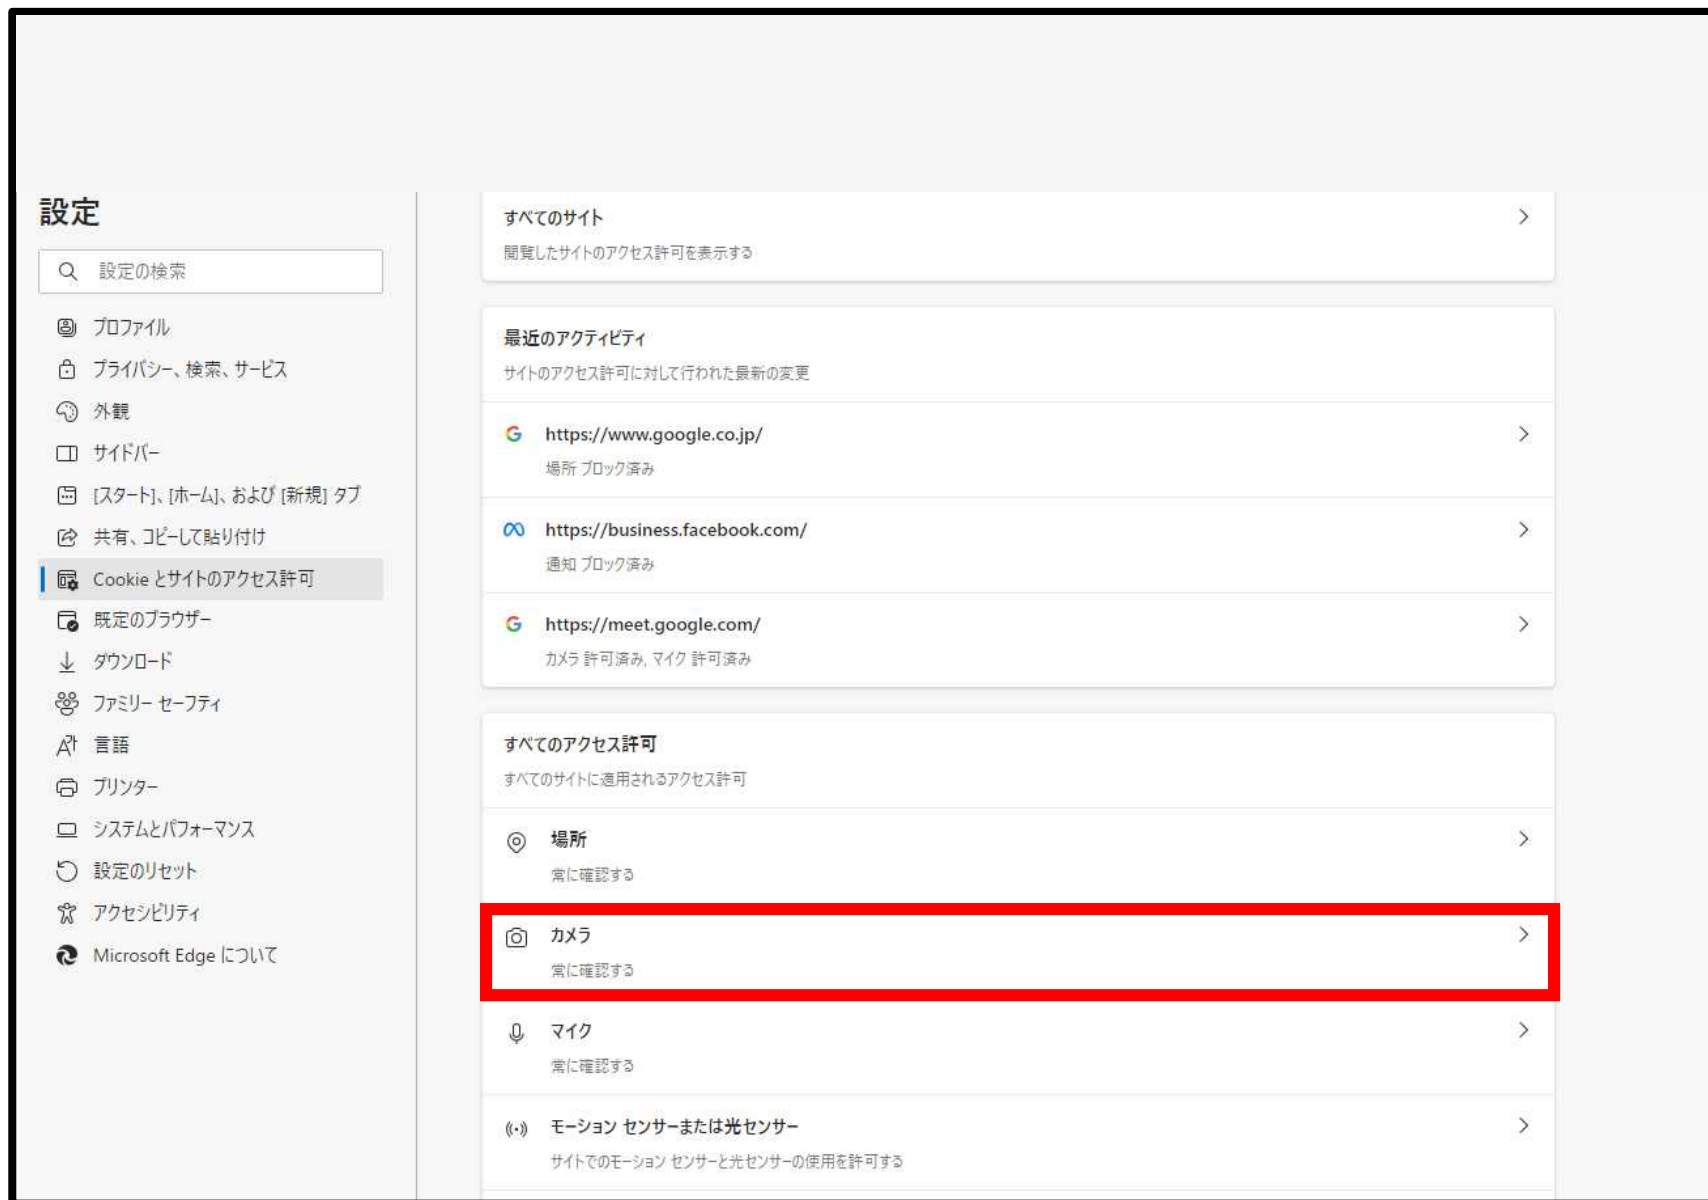 設定
設定の検索
プロファイル
プライバシー、検索、サービス
外観
サイドバー
[スタート]、[ホーム]、および [新規] タブ
共有、コピーして貼り付け
Cookie とサイトのアクセス許可
既定のブラウザー
ダウンロード
ファミリー セーフティ
言語
プリンター
システムとパフォーマンス
設定のリセット
アクセシビリティ
Microsoft Edge について
すべてのサイト
閲覧したサイトのアクセス許可を表示する
最近のアクティビティ
サイトのアクセス許可に対して行われた最新の変更
https://www.google.co.jp/
場所 ブロック済み
https://business.facebook.com/
通知 ブロック済み
https://meet.google.com/
カメラ 許可済み, マイク 許可済み
すべてのアクセス許可
すべてのサイトに適用されるアクセス許可
場所
常に確認する
カメラ
常に確認する
マイク
常に確認する
モーション センサーまたは光センサー
サイトでのモーション センサーと光センサーの使用を許可する